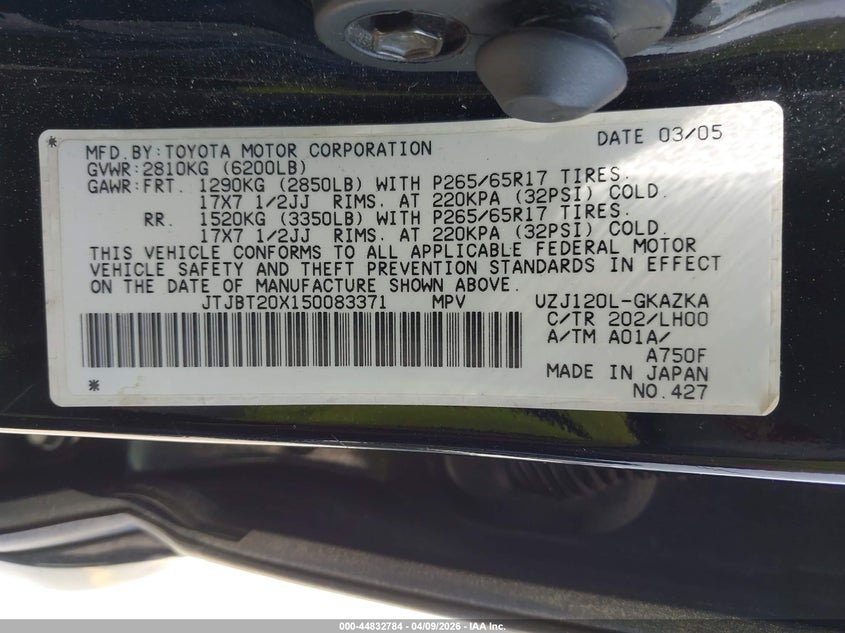 * DATE 03/05
MFD.BY:TOYOTA MOTOR CORPORATION
GVWR:2810KG (6200LB)
GAWR:FRT. 1290KG (2850LB) WITH P265/65R17 TIRES.
17X7 1/2JJ RIMS. AT 220KPA (32PSI) COLD.
RR. 1520KG (3350LB) WITH P265/65R17 TIRES.
17X7 1/2JJ RIMS. AT 220KPA (32PSI) COLD.
THIS VEHICLE CONFORMS TO ALL APPLICABLE FEDERAL MOTOR
VEHICLE SAFETY AND THEFT PREVENTION STANDARDS IN EFFECT
ON THE DATE OF MANUFACTURE SHOWN ABOVE.
JTJBT20X150083371 MPV UZJ120L-GKAZKA
C/TR 202/LH00
A/TM A01A/
A750F
MADE IN JAPAN
* NO.427
000-44832784 - 04/09/2026 - IAA, Inc.